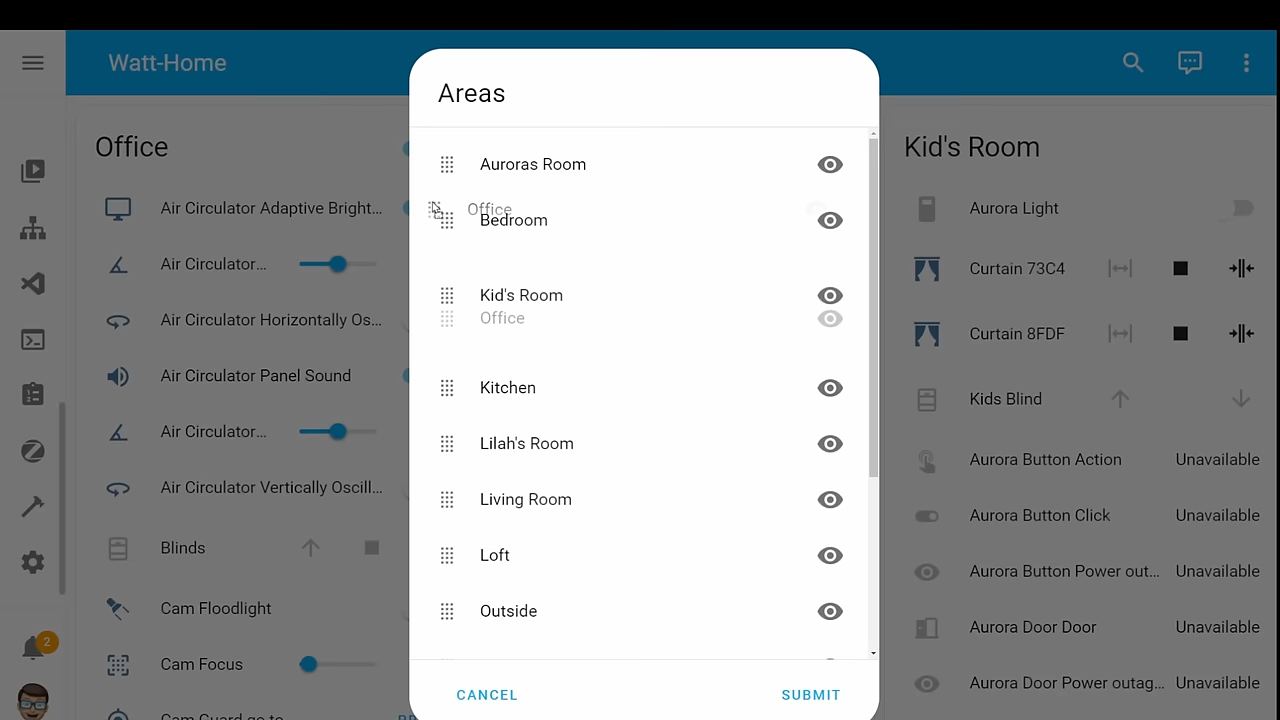 Watt-Home
Areas
Office
Kid's Room
Auroras Room
Air Circulator Adaptive Bright...
Office
Aurora Light
Bedroom
Air Circulator...
Curtain 73C4
Kid's Room
Air Circulator Horizontally Os...
Office
Curtain 8FDF
Air Circulator Panel Sound
Kitchen
Kids Blind
Air Circulator...
Lilah's Room
Aurora Button Action Unavailable
Air Circulator Vertically Oscill...
Living Room
Aurora Button Click Unavailable
Blinds
Loft
Aurora Button Power out... Unavailable
Cam Floodlight
Outside
Aurora Door Door Unavailable
2
Cam Focus
Aurora Door Power outag... Unavailable
CANCEL SUBMIT